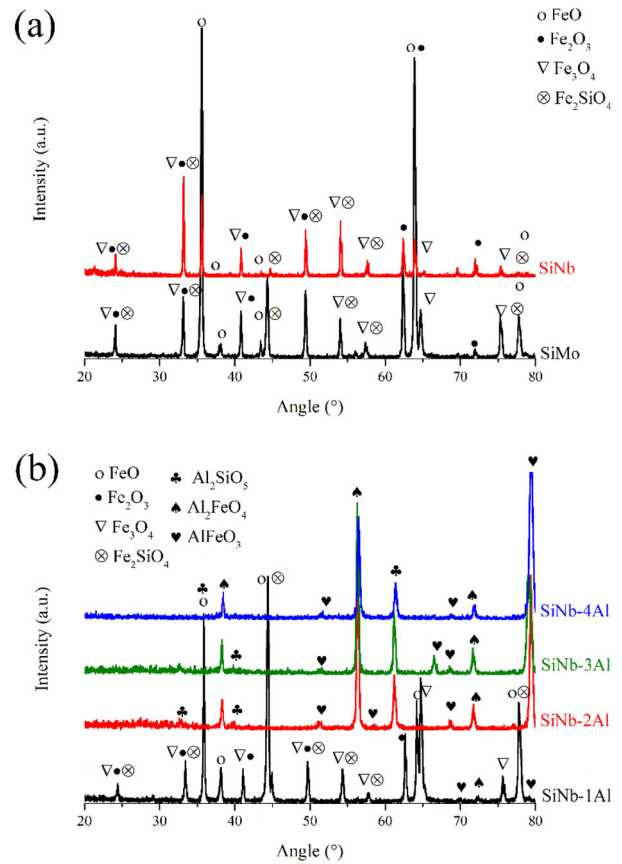 (a)
o FeO
● Fe2O3
▽ Fe3O4
⊗ Fe2SiO4
Intensity (a.u.)
o
o ●
▽●⊗
▽●⊗
o
▽●
o
⊗
▽●⊗
▽⊗
▽⊗
●
▽
●
▽ ⊗
o
SiNb
▽●⊗
▽●⊗
o
▽ ●
o
⊗
▽⊗
▽⊗
▽
●
▽ ⊗
o
SiMo
20 30 40 50 60 70 80
Angle (°)
(b)
o FeO
● Fe2O3
▽ Fe3O4
⊗ Fe2SiO4
♣ Al2SiO5
♠ Al2FeO4
♥ AlFeO3
Intensity (a.u.)
♣
o
♠
o⊗
♥
♠
♣
♥
♠
♥
SiNb-4Al
♣
♥
♥
♥
♠
SiNb-3Al
♣
♣
♥
♥
♥
♠
SiNb-2Al
▽●⊗
▽●⊗
o
▽●
▽●⊗
▽⊗
▽⊗
●
o▽
♥
♠
▽
o⊗
♥
SiNb-1Al
20 30 40 50 60 70 80
Angle (°)